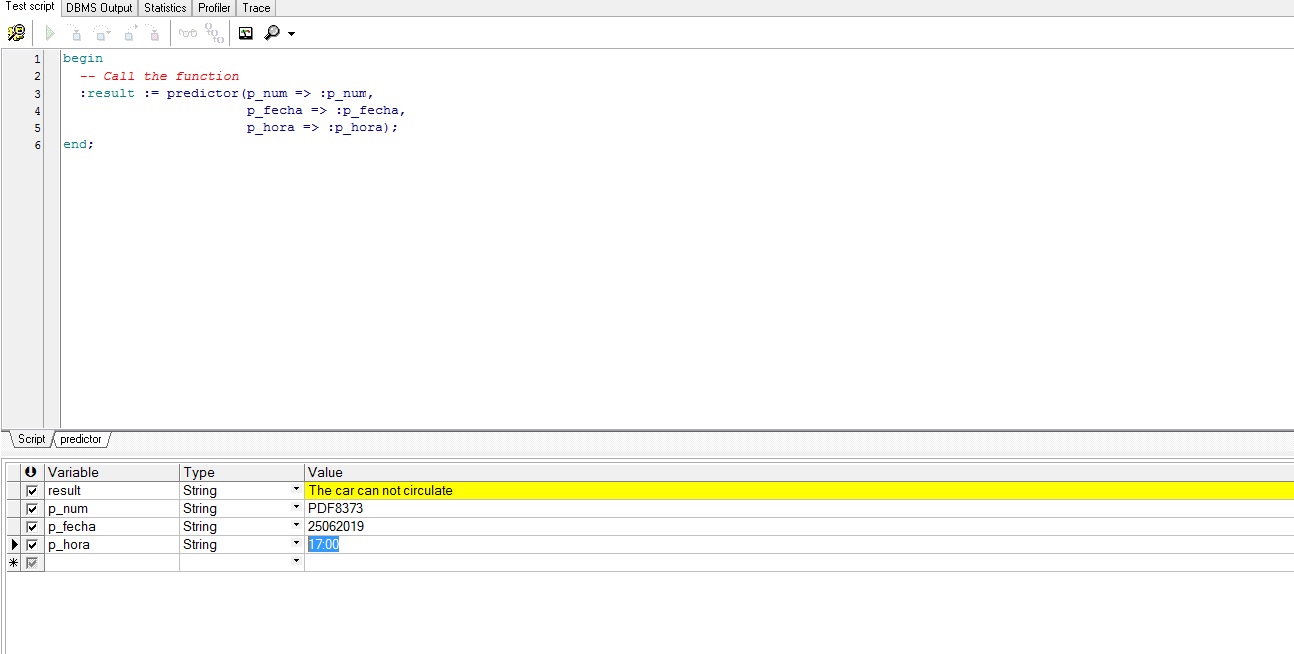 Test script DBMS Output Statistics Profiler Trace
1 begin
2 -- Call the function
3 :result := predictor(p_num => :p_num,
4 p_fecha => :p_fecha,
5 p_hora => :p_hora);
6 end;
Script predictor
Variable Type Value
result String The car can not circulate
p_num String PDF8373
p_fecha String 25062019
p_hora String 17:00